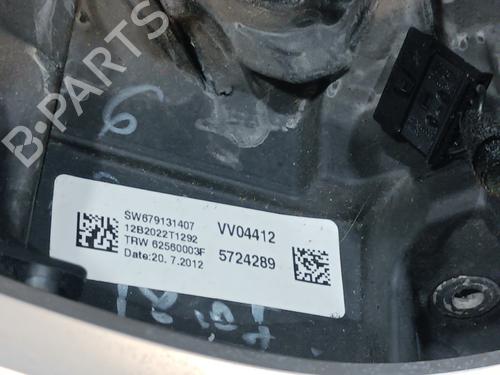 B-PARTS
6
SW679131407
12B2022T1292
TRW 62560003F
Date:20. 7.2012
VV04412
5724289